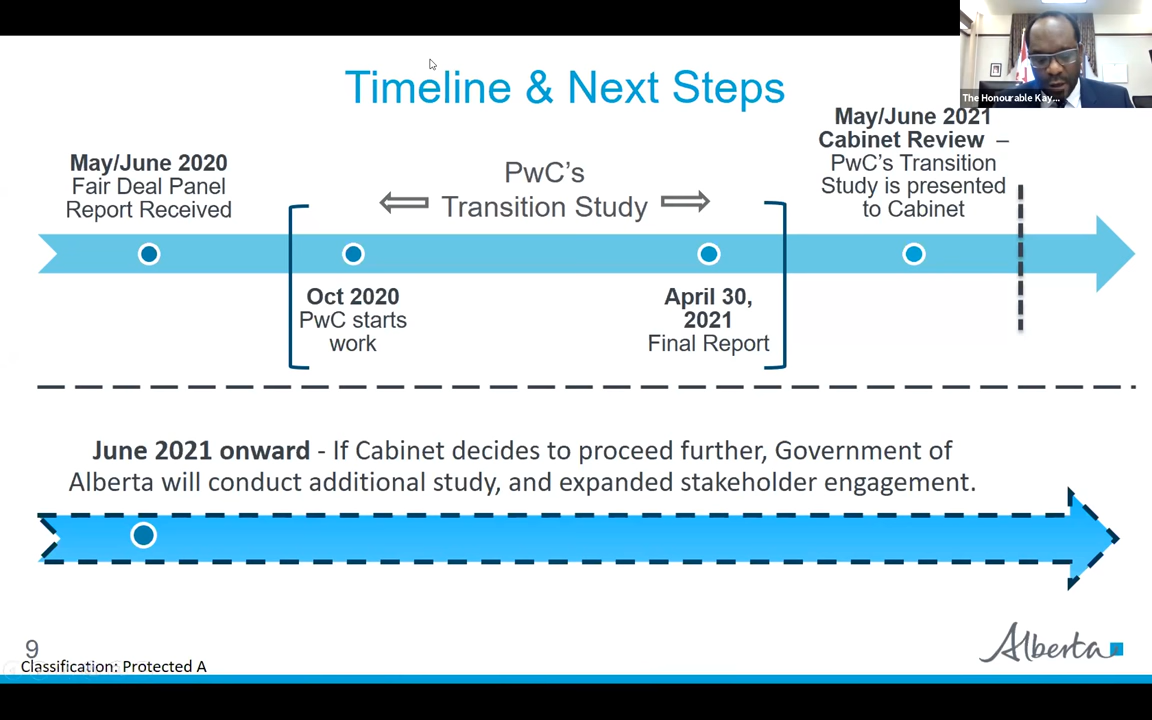 Timeline & Next Steps
The Honourable Kay...
May/June 2020
Fair Deal Panel
Report Received
PwC's
Transition Study
May/June 2021
Cabinet Review –
PwC's Transition
Study is presented
to Cabinet
Oct 2020
PwC starts
work
April 30,
2021
Final Report
June 2021 onward - If Cabinet decides to proceed further, Government of
Alberta will conduct additional study, and expanded stakeholder engagement.
9
Classification: Protected A
Alberta